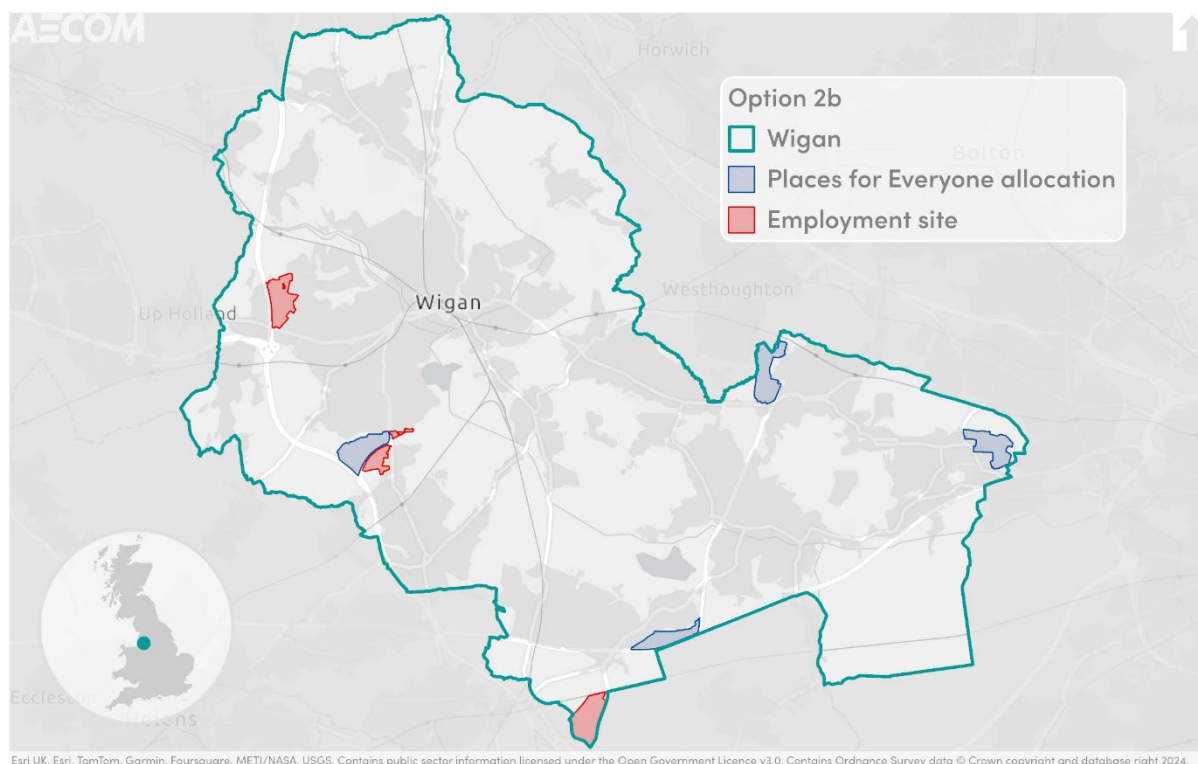 AECOM
Horwich
Option 2b
Wigan
Places for Everyone allocation
Employment site
Bolton
Westhoughton
Wigan
Up Holland
Eccleston
Helens
Esri UK, Esri, TomTom, Garmin, Foursquare, METI/NASA, USGS. Contains public sector information licensed under the Open Government Licence v3.0. Contains Ordnance Survey data © Crown copyright and database right 2024.